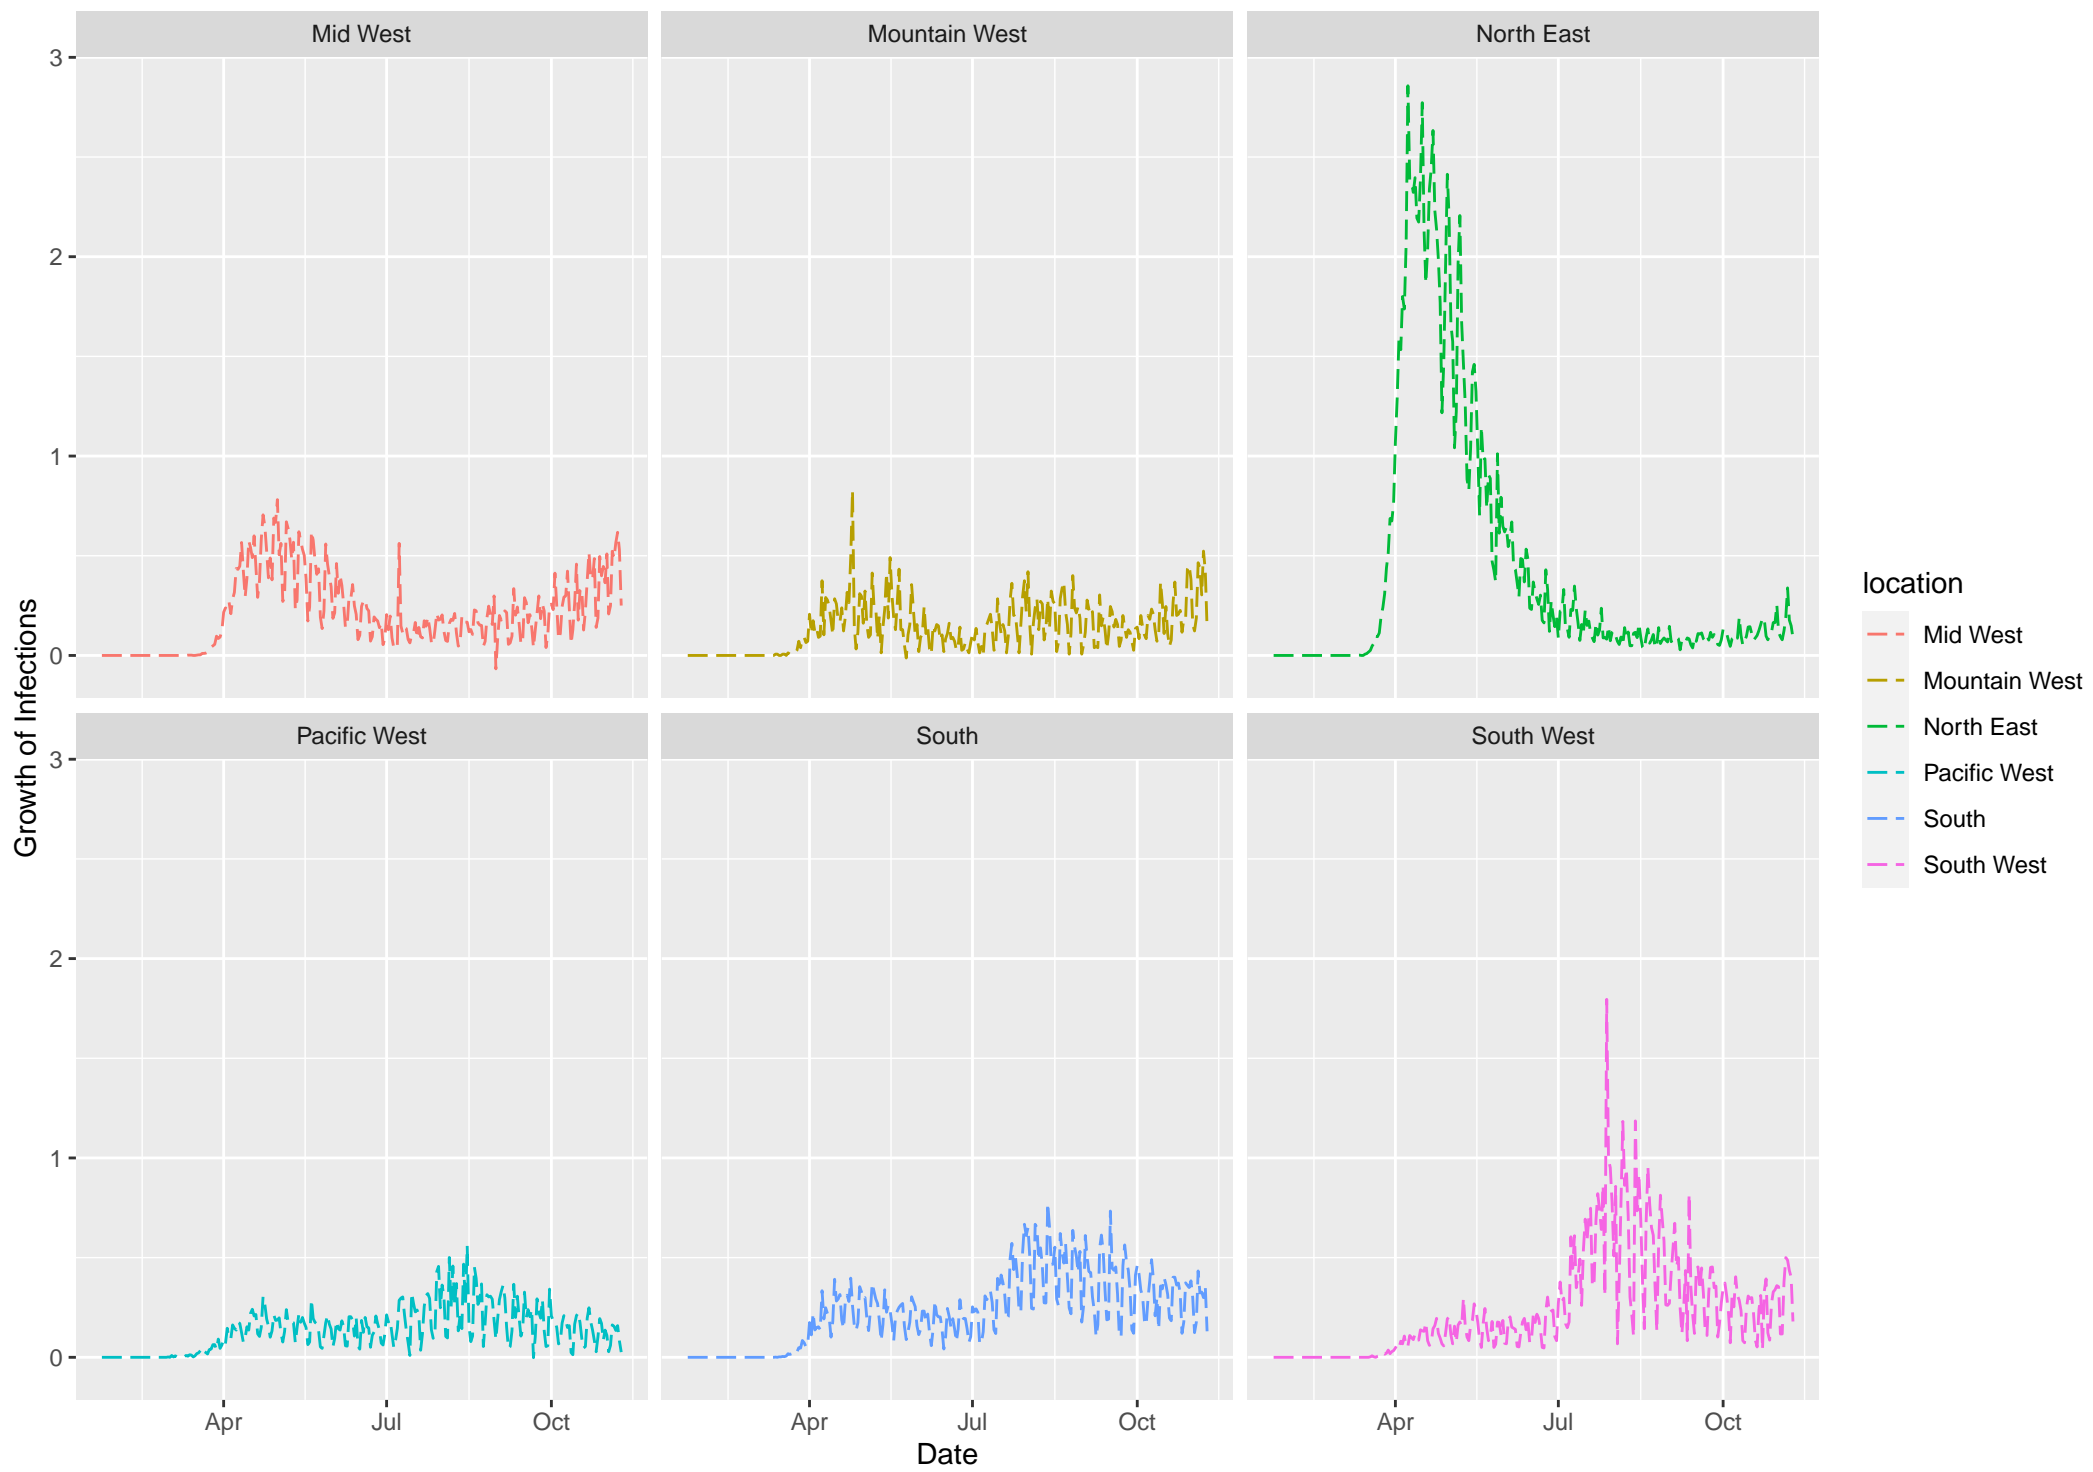 Mid West
Mountain West
North East
3
2
1
0
Pacific West
South
South West
3
2
1
0
Apr
Jul
Oct
Apr
Jul
Oct
Apr
Jul
Oct
Date
Growth of Infections
location
Mid West
Mountain West
North East
Pacific West
South
South West